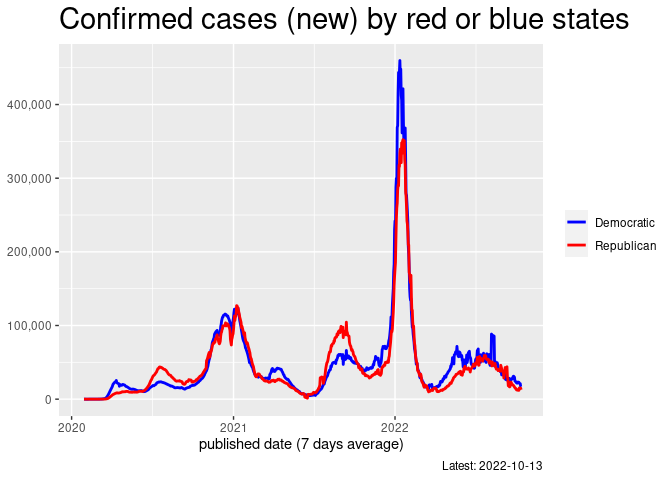 Confirmed cases (new) by red or blue states
400,000
300,000
200,000
100,000
0
2020
2021
2022
published date (7 days average)
Democratic
Republican
Latest: 2022-10-13